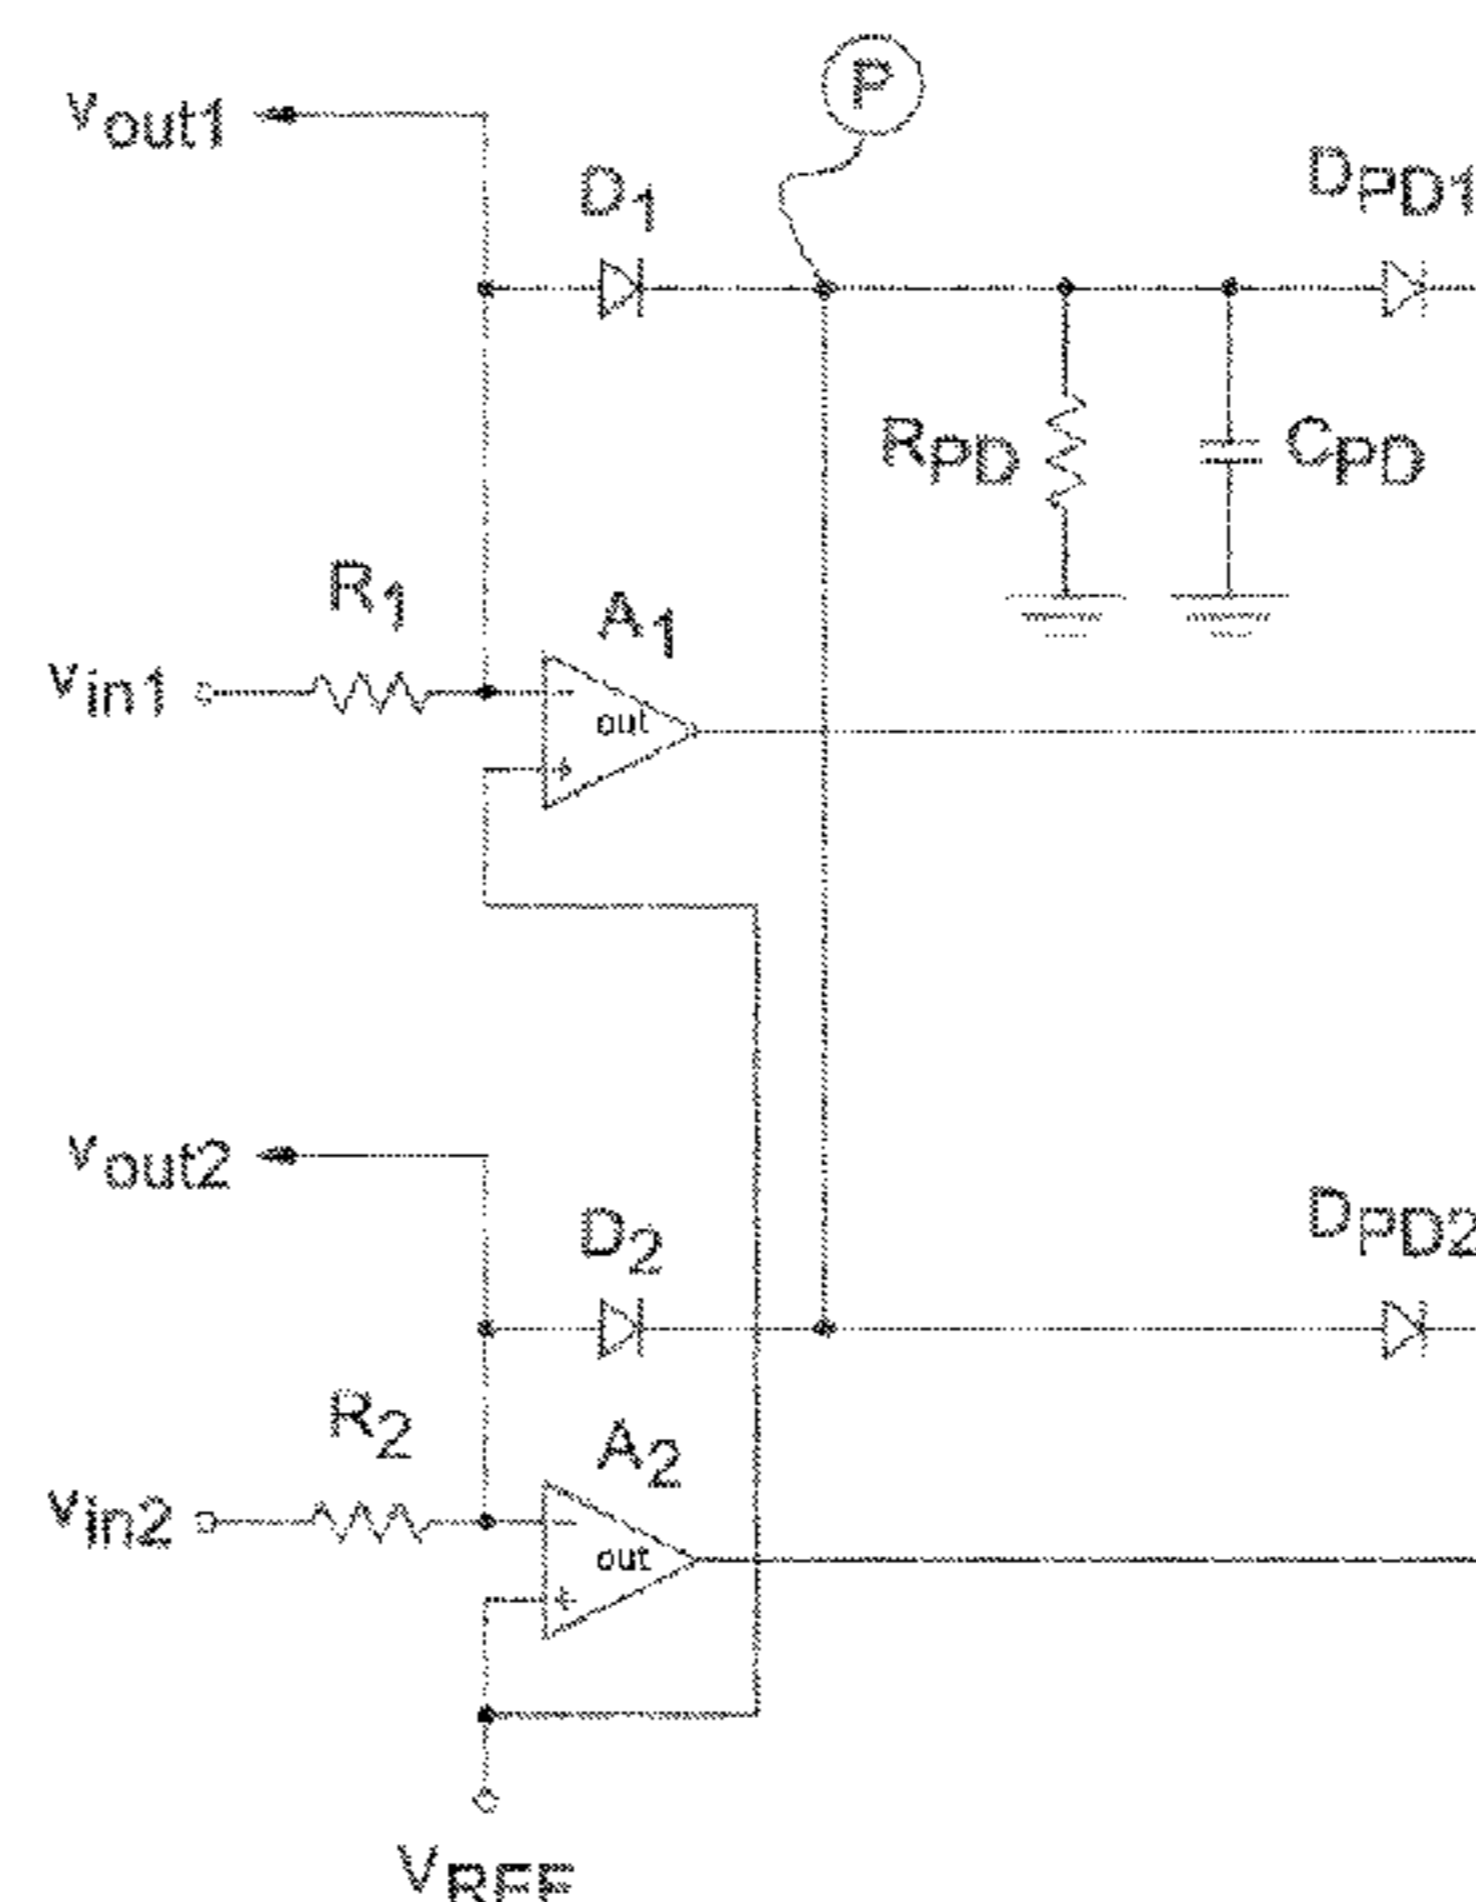 P
Vout1
D1
DPD1
RPD
CPD
R1
A1
Vin1
out
Vout2
D2
DPD2
R2
A2
Vin2
out
VREF